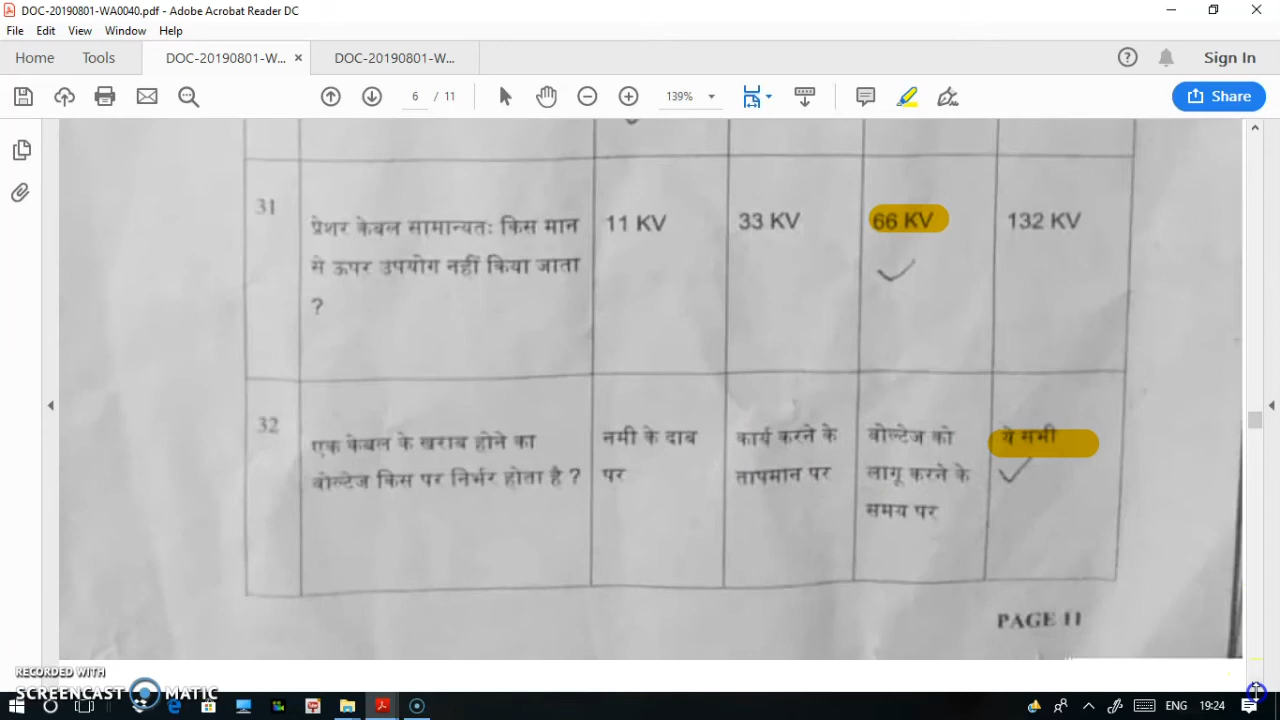 DOC-20190801-WA0040.pdf - Adobe Acrobat Reader DC
File Edit View Window Help
Home Tools DOC-20190801-W... × DOC-20190801-W... Sign In
6 / 11 139% Share
31 प्रेशर केबल सामान्यतः किस मान 11 KV 33 KV 66 KV 132 KV
से ऊपर उपयोग नहीं किया जाता
?
32 एक केबल के खराब होने का नमी के दाब कार्य करने के वोल्टेज को ये सभी
वोल्टेज किस पर निर्भर होता है ? पर तापमान पर लागू करने के
समय पर
PAGE 11
RECORDED WITH
SCREENCAST MATIC
ENG 19:24